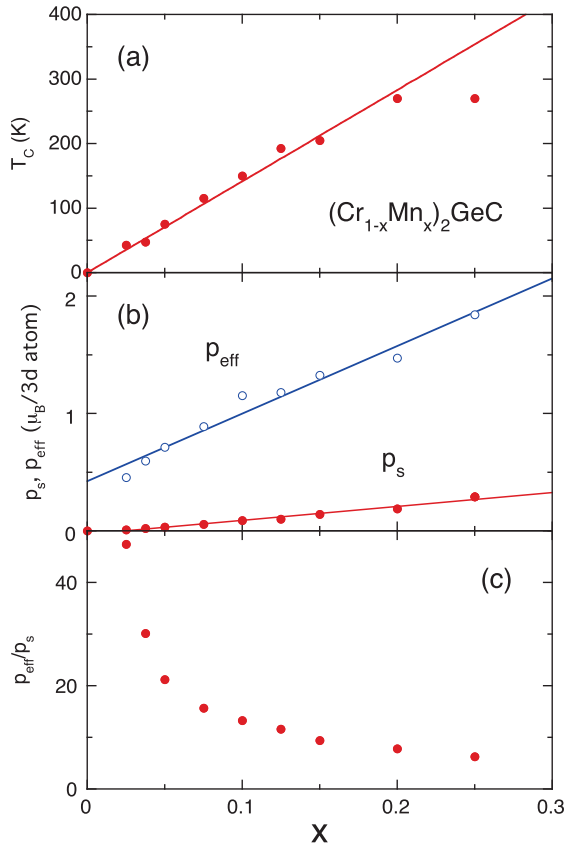 400
(a)
300
T_C (K)
200
100
(Cr_{1-x}Mn_x)_2GeC
0
2
(b)
p_eff
p_s, p_eff (μ_B/3d atom)
1
p_s
0
(c)
40
p_eff/p_s
20
0
0 0.1 0.2 0.3
x